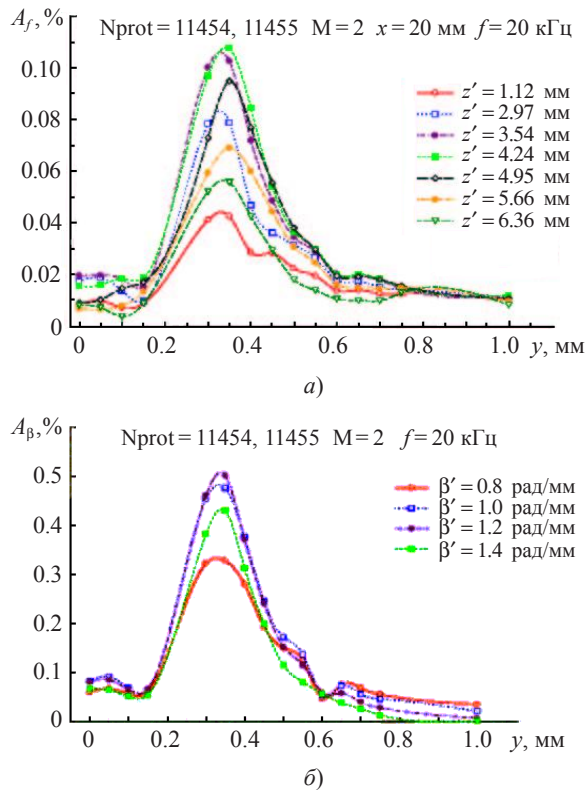 A_f, %
Nprot = 11454, 11455 M = 2 x = 20 мм f = 20 кГц
0.10
0.08
0.06
0.04
0.02
0
z′ = 1.12 мм
z′ = 2.97 мм
z′ = 3.54 мм
z′ = 4.24 мм
z′ = 4.95 мм
z′ = 5.66 мм
z′ = 6.36 мм
0 0.2 0.4 0.6 0.8 1.0 y, мм
а)
A_β, %
Nprot = 11454, 11455 M = 2 f = 20 кГц
0.5
0.4
0.3
0.2
0.1
0
β′ = 0.8 рад/мм
β′ = 1.0 рад/мм
β′ = 1.2 рад/мм
β′ = 1.4 рад/мм
0 0.2 0.4 0.6 0.8 1.0 y, мм
б)